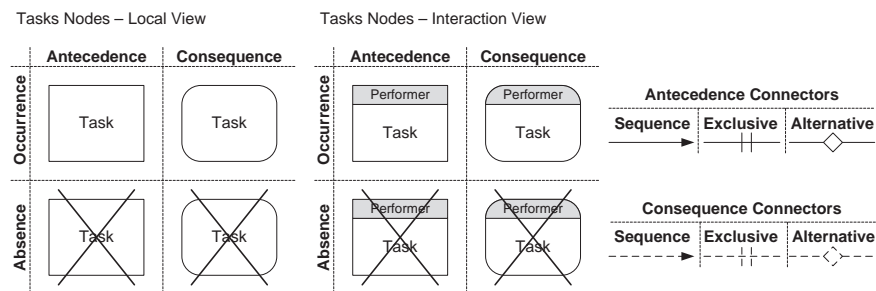 Tasks Nodes – Local View
Antecedence Consequence
Occurrence
Task Task
Absence
Task Task
Tasks Nodes – Interaction View
Antecedence Consequence
Occurrence
Performer Performer
Task Task
Absence
Performer Performer
Task Task
Antecedence Connectors
Sequence Exclusive Alternative
Consequence Connectors
Sequence Exclusive Alternative